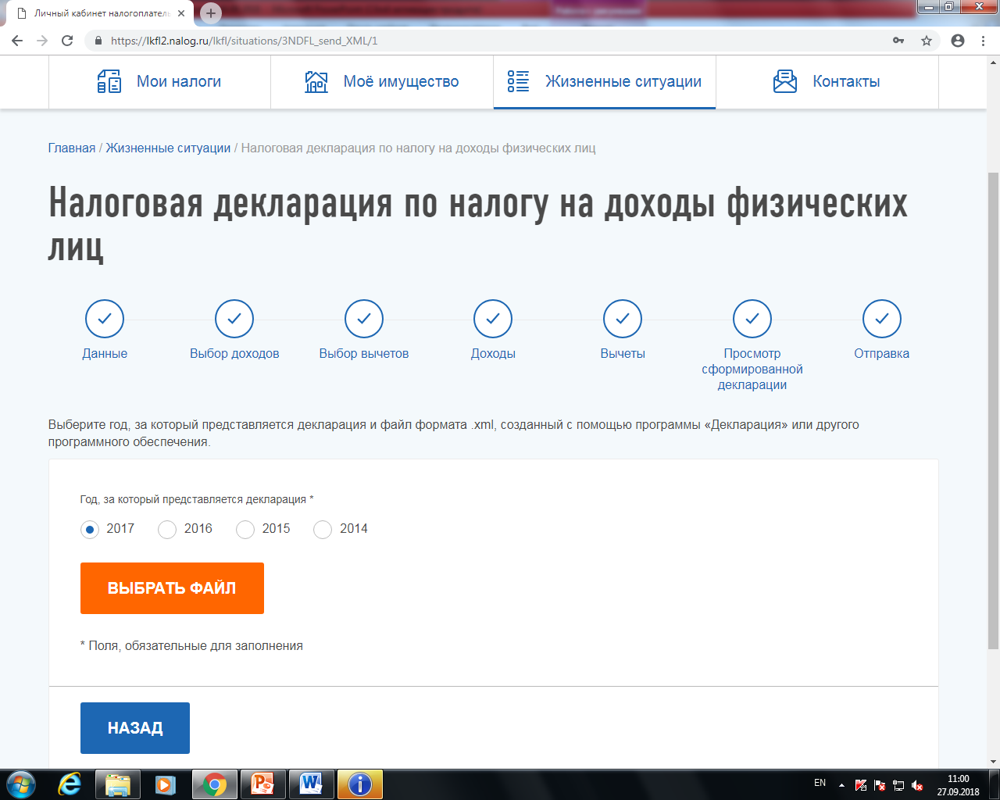 Личный кабинет налогоплатель
https://lkfl2.nalog.ru/lkfl/situations/3NDFL_send_XML/1
Мои налоги
Моё имущество
Жизненные ситуации
Контакты
Главная / Жизненные ситуации / Налоговая декларация по налогу на доходы физических лиц
Налоговая декларация по налогу на доходы физических
лиц
Данные
Выбор доходов
Выбор вычетов
Доходы
Вычеты
Просмотр
сформированной
декларации
Отправка
Выберите год, за который представляется декларация и файл формата .xml, созданный с помощью программы «Декларация» или другого
программного обеспечения.
Год, за который представляется декларация *
2017 2016 2015 2014
ВЫБРАТЬ ФАЙЛ
* Поля, обязательные для заполнения
НАЗАД
EN
11:00
27.09.2018